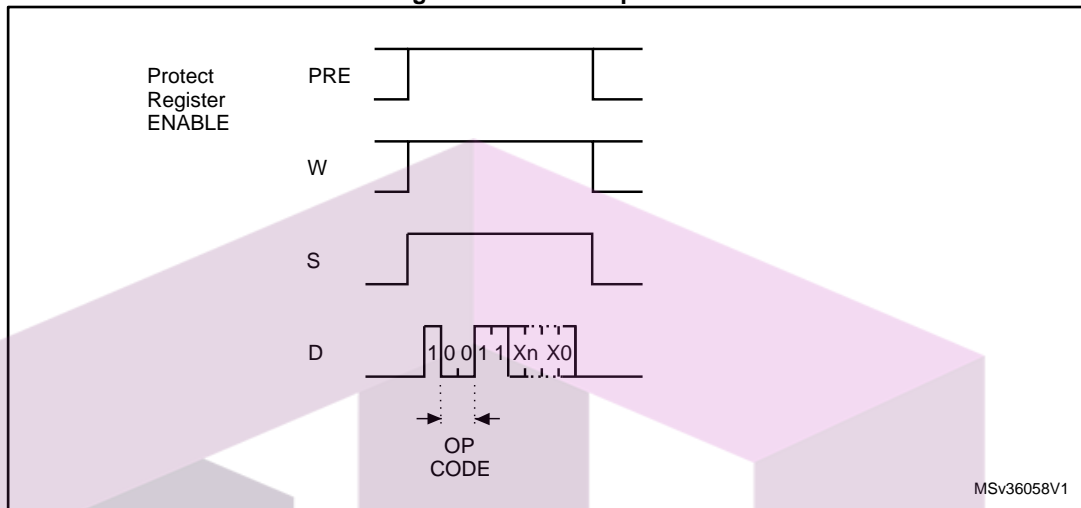 Protect
Register
ENABLE
PRE
W
S
D
1 0 0 1 1 Xn X0
OP
CODE
MSv36058V1